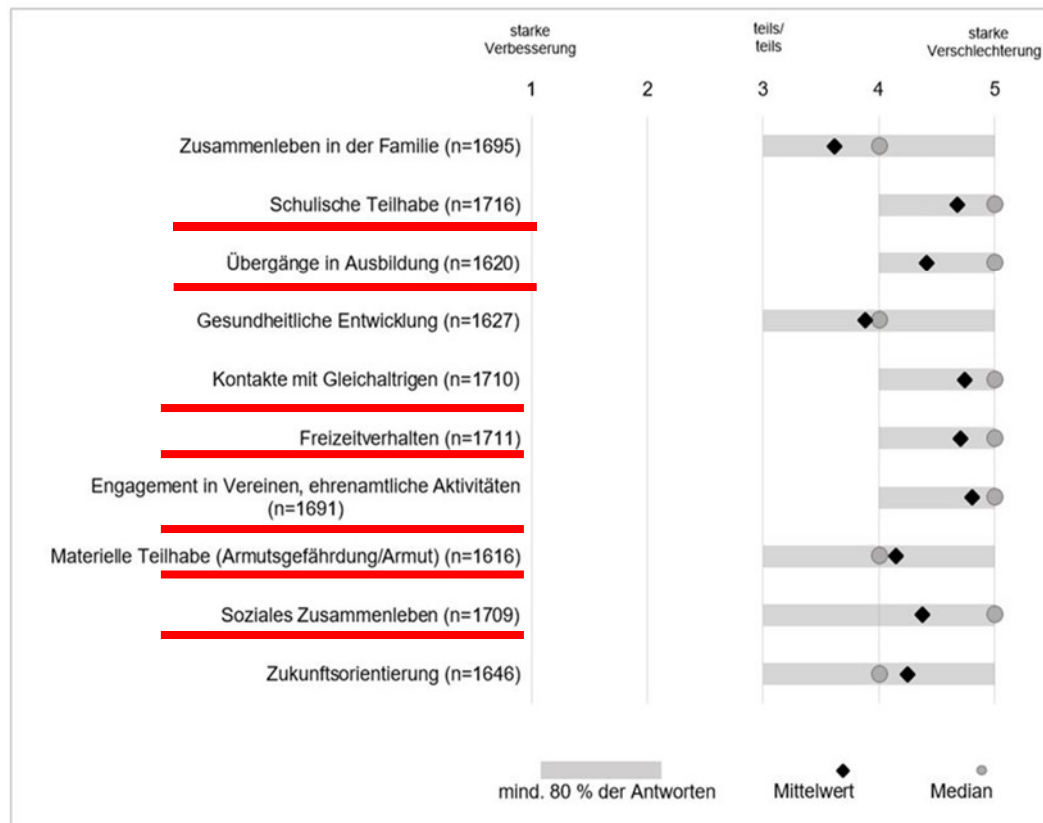 starke
Verbesserung
teils/
teils
starke
Verschlechterung
1 2 3 4 5
Zusammenleben in der Familie (n=1695)
Schulische Teilhabe (n=1716)
Übergänge in Ausbildung (n=1620)
Gesundheitliche Entwicklung (n=1627)
Kontakte mit Gleichaltrigen (n=1710)
Freizeitverhalten (n=1711)
Engagement in Vereinen, ehrenamtliche Aktivitäten
(n=1691)
Materielle Teilhabe (Armutsgefährdung/Armut) (n=1616)
Soziales Zusammenleben (n=1709)
Zukunftsorientierung (n=1646)
mind. 80 % der Antworten Mittelwert Median